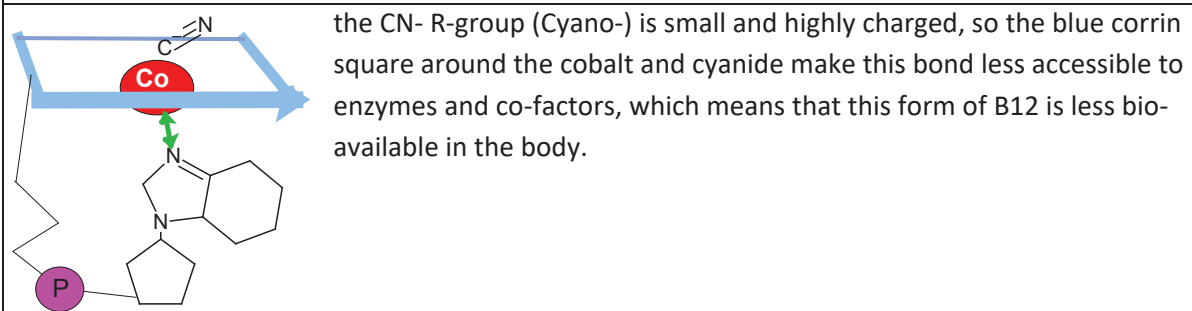 the CN- R-group (Cyano-) is small and highly charged, so the blue corrin
square around the cobalt and cyanide make this bond less accessible to
enzymes and co-factors, which means that this form of B12 is less bio-
available in the body.
N
C
Co
N
N
P